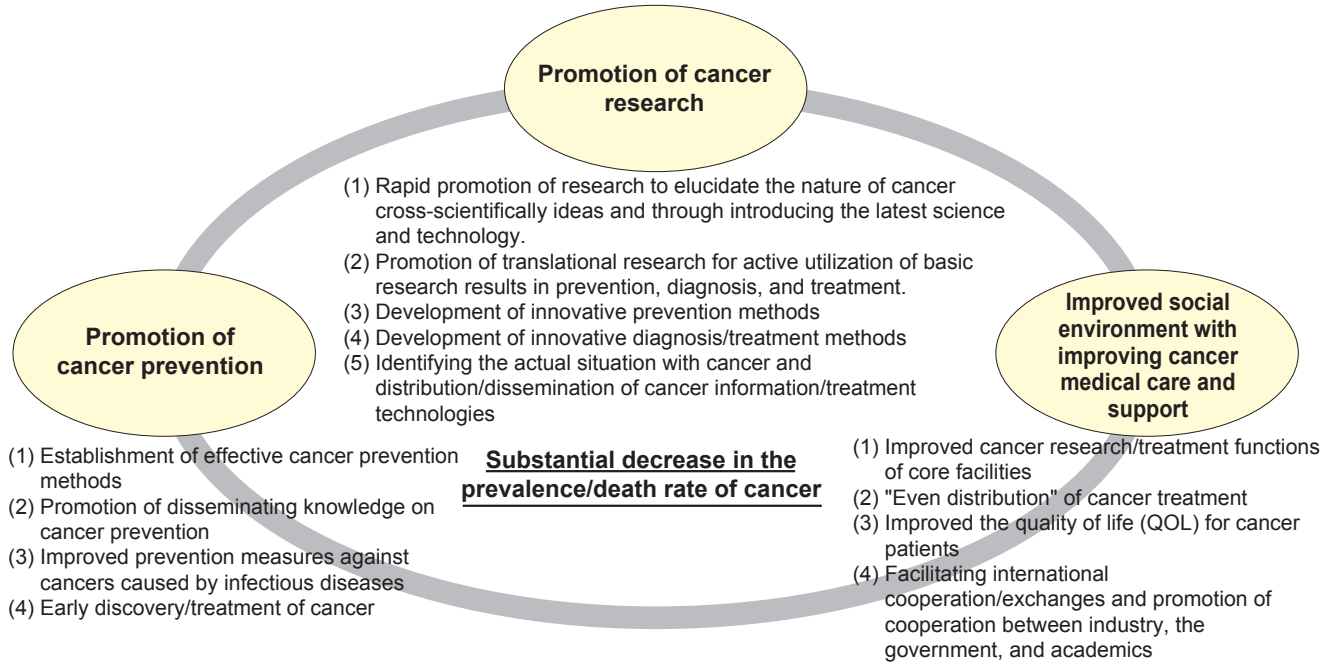 Promotion of cancer
research
(1) Rapid promotion of research to elucidate the nature of cancer
cross-scientifically ideas and through introducing the latest science
and technology.
(2) Promotion of translational research for active utilization of basic
research results in prevention, diagnosis, and treatment.
(3) Development of innovative prevention methods
(4) Development of innovative diagnosis/treatment methods
(5) Identifying the actual situation with cancer and
distribution/dissemination of cancer information/treatment
technologies
Promotion of
cancer prevention
(1) Establishment of effective cancer prevention
methods
(2) Promotion of disseminating knowledge on
cancer prevention
(3) Improved prevention measures against
cancers caused by infectious diseases
(4) Early discovery/treatment of cancer
Substantial decrease in the
prevalence/death rate of cancer
Improved social
environment with
improving cancer
medical care and
support
(1) Improved cancer research/treatment functions
of core facilities
(2) "Even distribution" of cancer treatment
(3) Improved the quality of life (QOL) for cancer
patients
(4) Facilitating international
cooperation/exchanges and promotion of
cooperation between industry, the
government, and academics